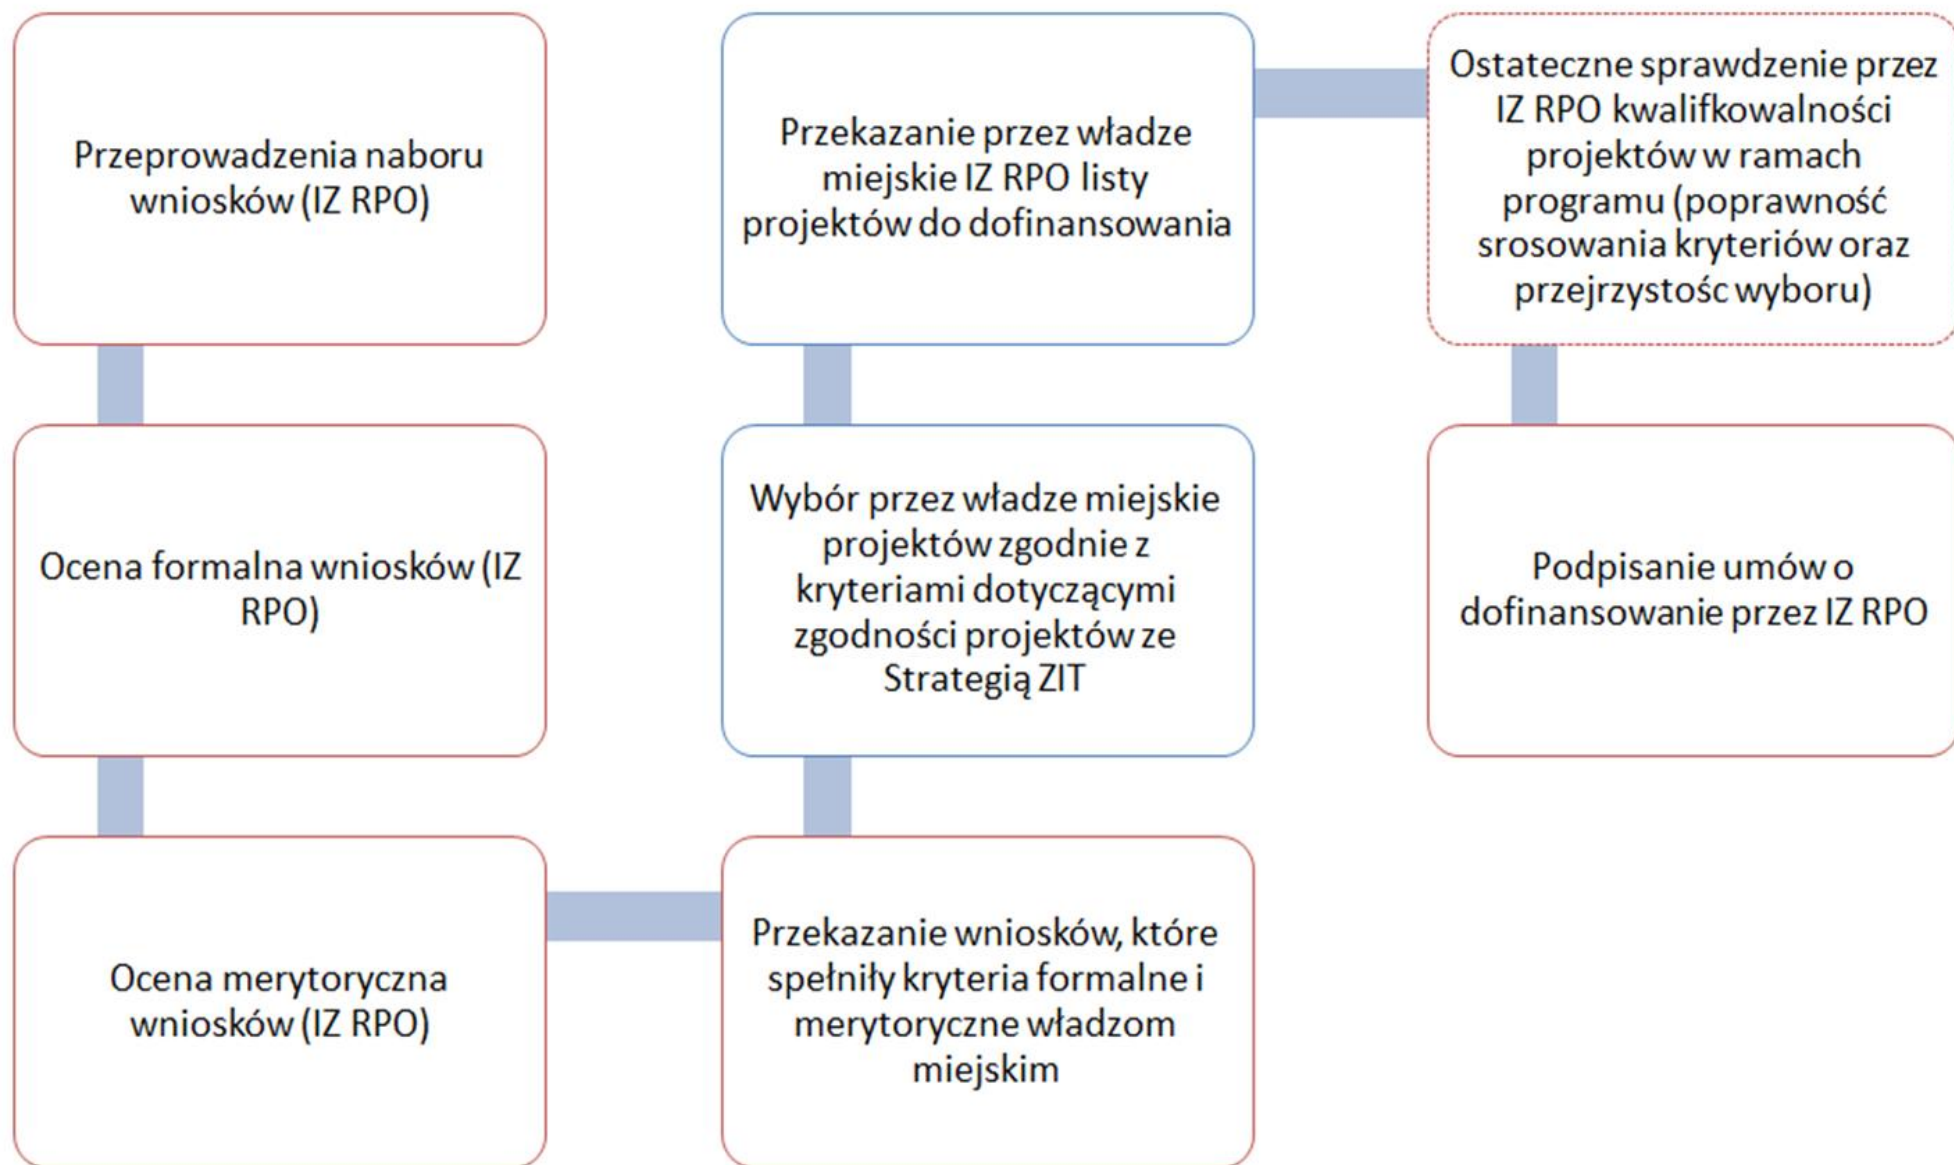 Przeprowadzenia naboru
wniosków (IZ RPO)
Ocena formalna wniosków (IZ
RPO)
Ocena merytoryczna
wniosków (IZ RPO)
Przekazanie wniosków, które
spełniły kryteria formalne i
merytoryczne władzom
miejskim
Wybór przez władze miejskie
projektów zgodnie z
kryteriami dotyczącymi
zgodności projektów ze
Strategią ZIT
Przekazanie przez władze
miejskie IZ RPO listy
projektów do dofinansowania
Ostateczne sprawdzenie przez
IZ RPO kwalifkowalności
projektów w ramach
programu (poprawność
srosowania kryteriów oraz
przejrzystośc wyboru)
Podpisanie umów o
dofinansowanie przez IZ RPO